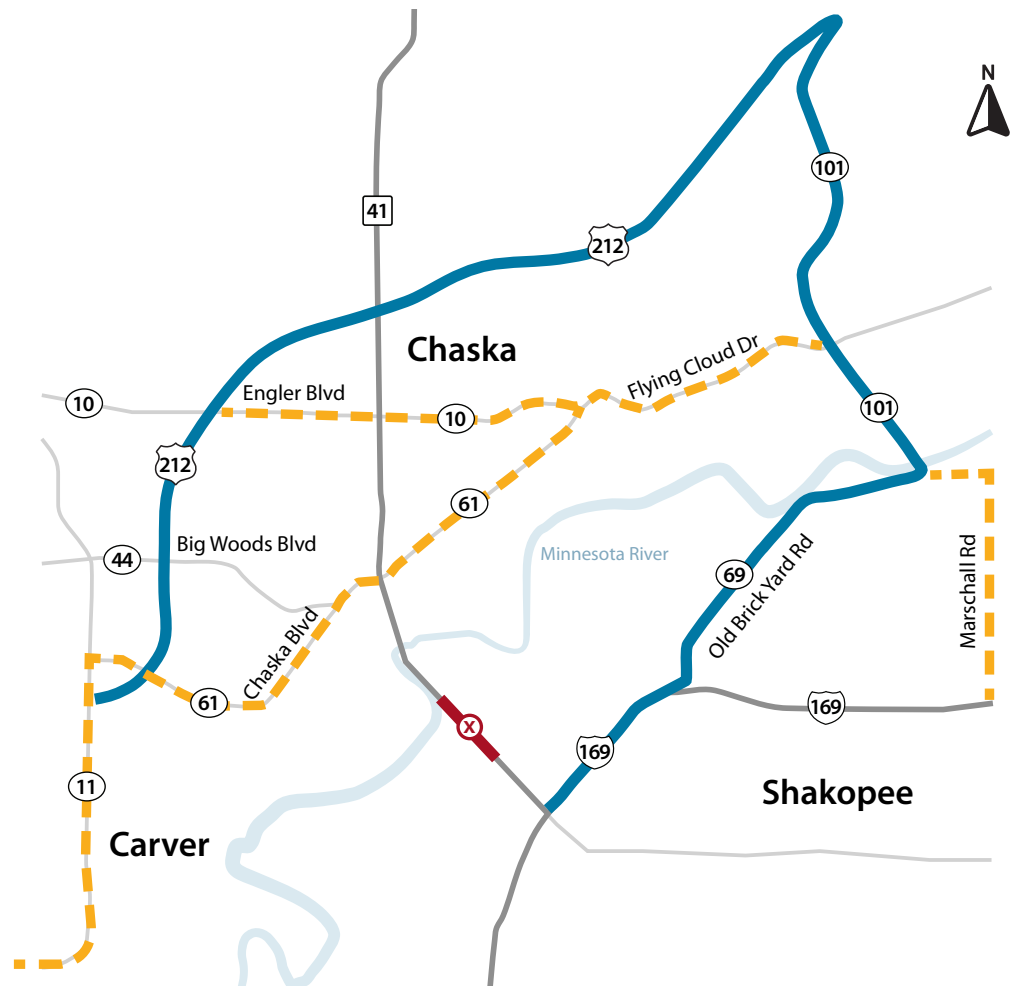 N
101
41
212
Chaska
Flying Cloud Dr
Engler Blvd
10
10
101
212
61
Big Woods Blvd
44
Minnesota River
69
Old Brick Yard Rd
Marschall Rd
Chaska Blvd
61
169
X
169
11
Shakopee
Carver